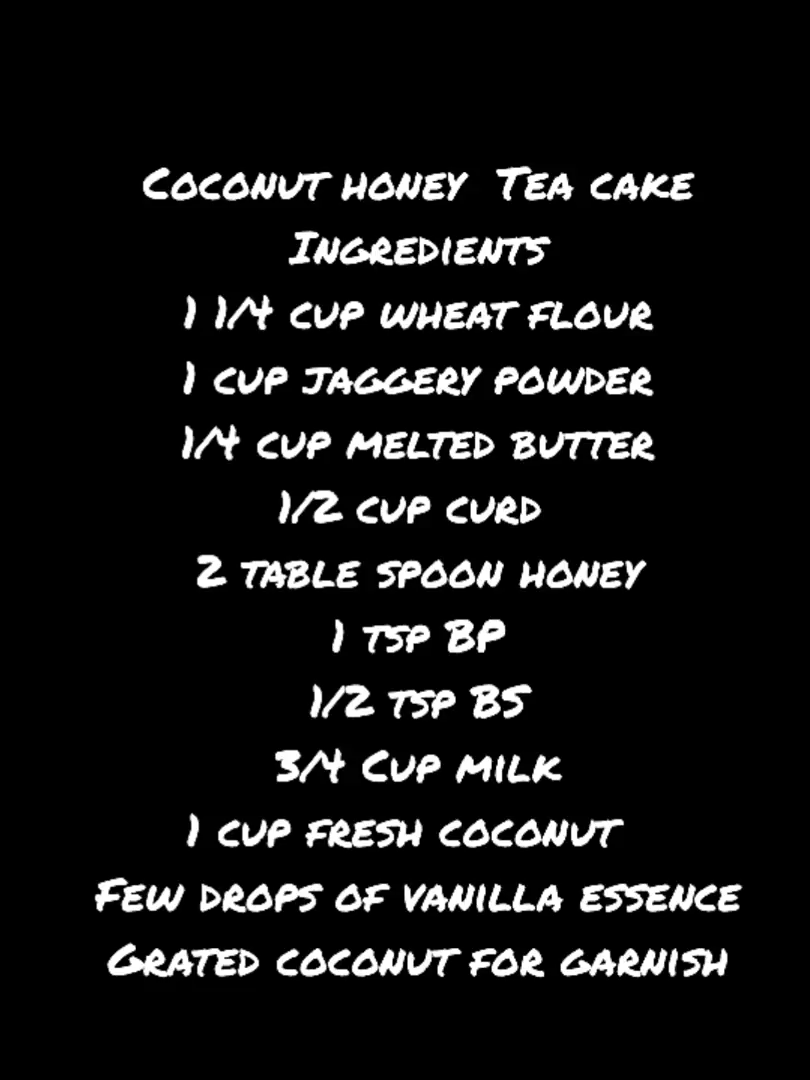 Coconut honey Tea cake
Ingredients
1 1/4 cup wheat flour
1 cup jaggery powder
1/4 cup melted butter
1/2 cup curd
2 table spoon honey
1 tsp BP
1/2 tsp BS
3/4 Cup milk
1 cup fresh coconut
Few drops of vanilla essence
Grated coconut for garnish